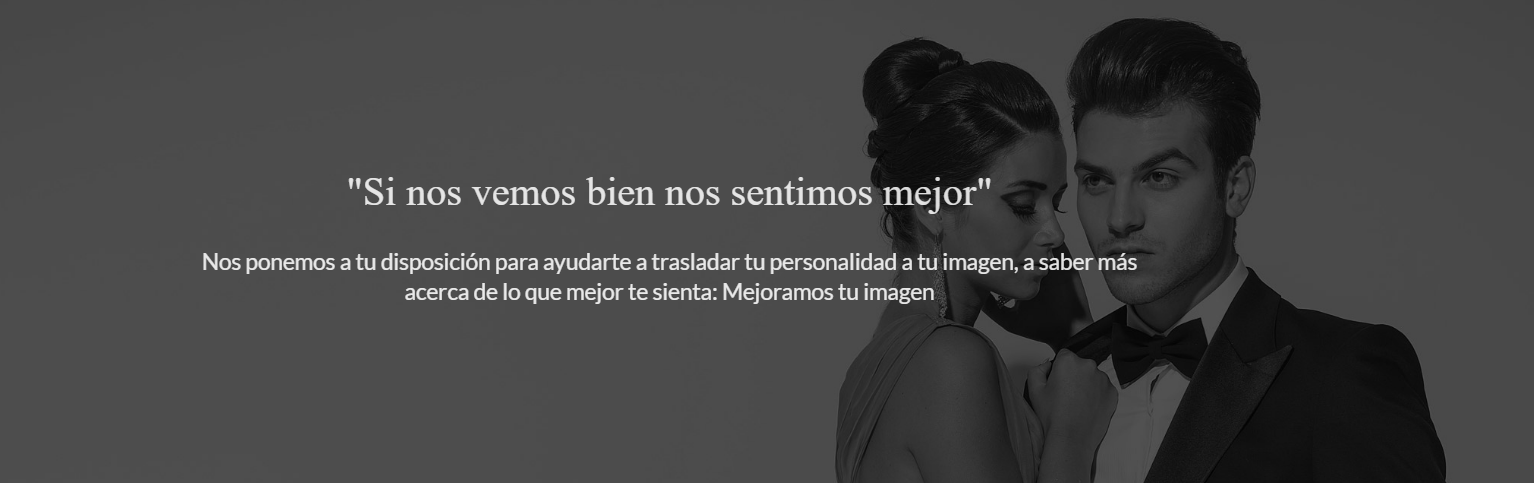 "Si nos vemos bien nos sentimos mejor"
Nos ponemos a tu disposición para ayudarte a trasladar tu personalidad a tu imagen, a saber más
acerca de lo que mejor te sienta: Mejoramos tu imagen